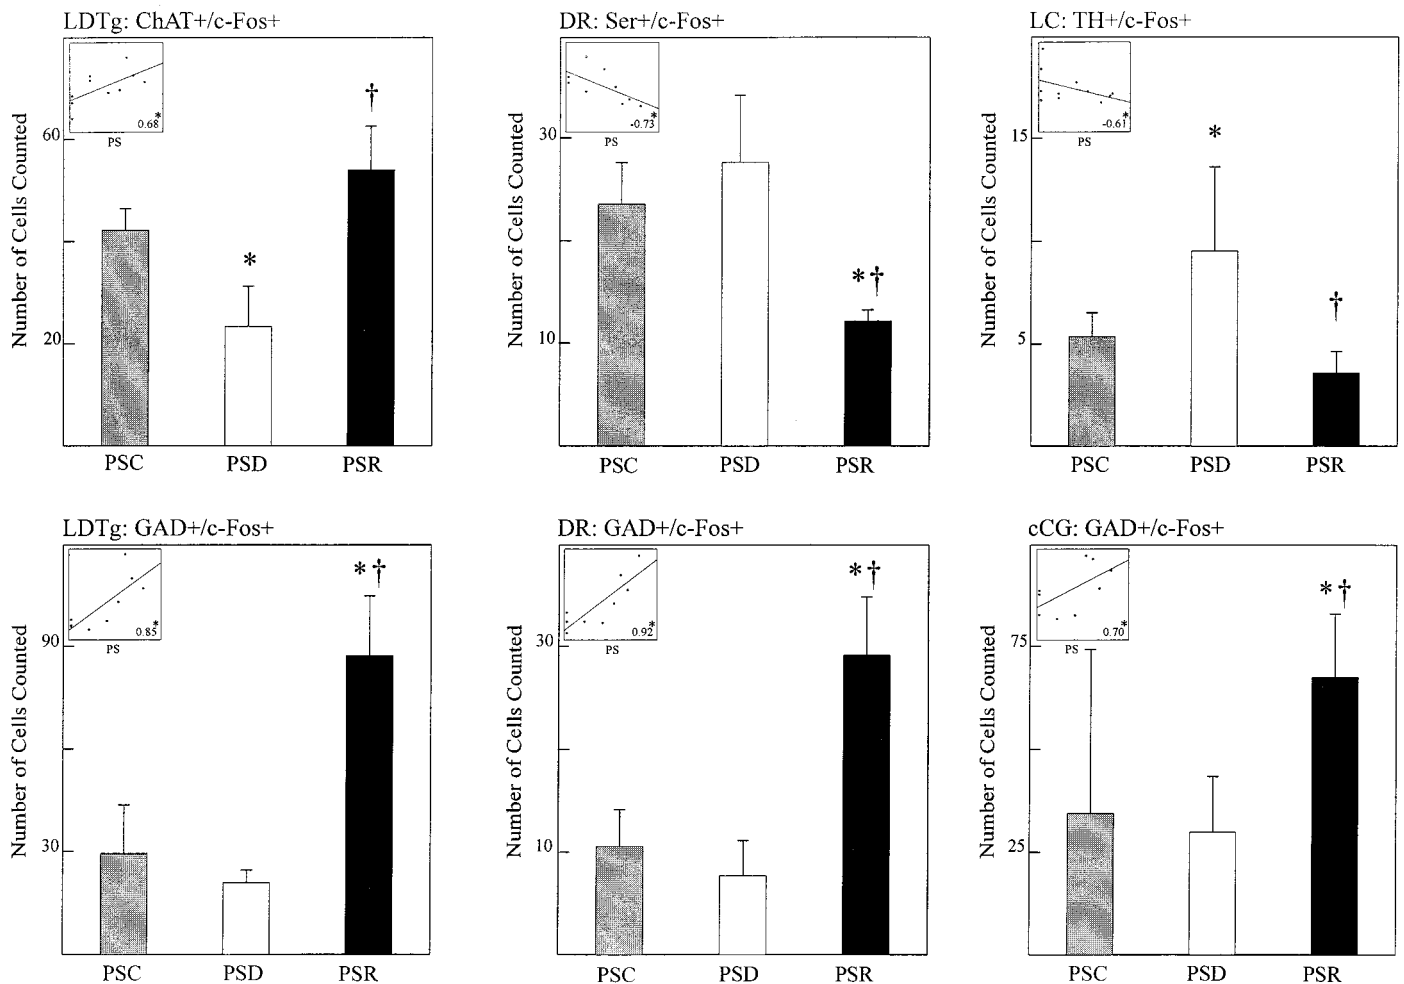 LDTg: ChAT+/c-Fos+
Number of Cells Counted
60
20
0.68*
PS
*
†
PSC PSD PSR
DR: Ser+/c-Fos+
Number of Cells Counted
30
10
-0.73*
PS
*†
PSC PSD PSR
LC: TH+/c-Fos+
Number of Cells Counted
15
5
-0.61*
PS
*
†
PSC PSD PSR
LDTg: GAD+/c-Fos+
Number of Cells Counted
90
30
0.85*
PS
*†
PSC PSD PSR
DR: GAD+/c-Fos+
Number of Cells Counted
30
10
0.92*
PS
*†
PSC PSD PSR
cCG: GAD+/c-Fos+
Number of Cells Counted
75
25
0.70*
PS
*†
PSC PSD PSR